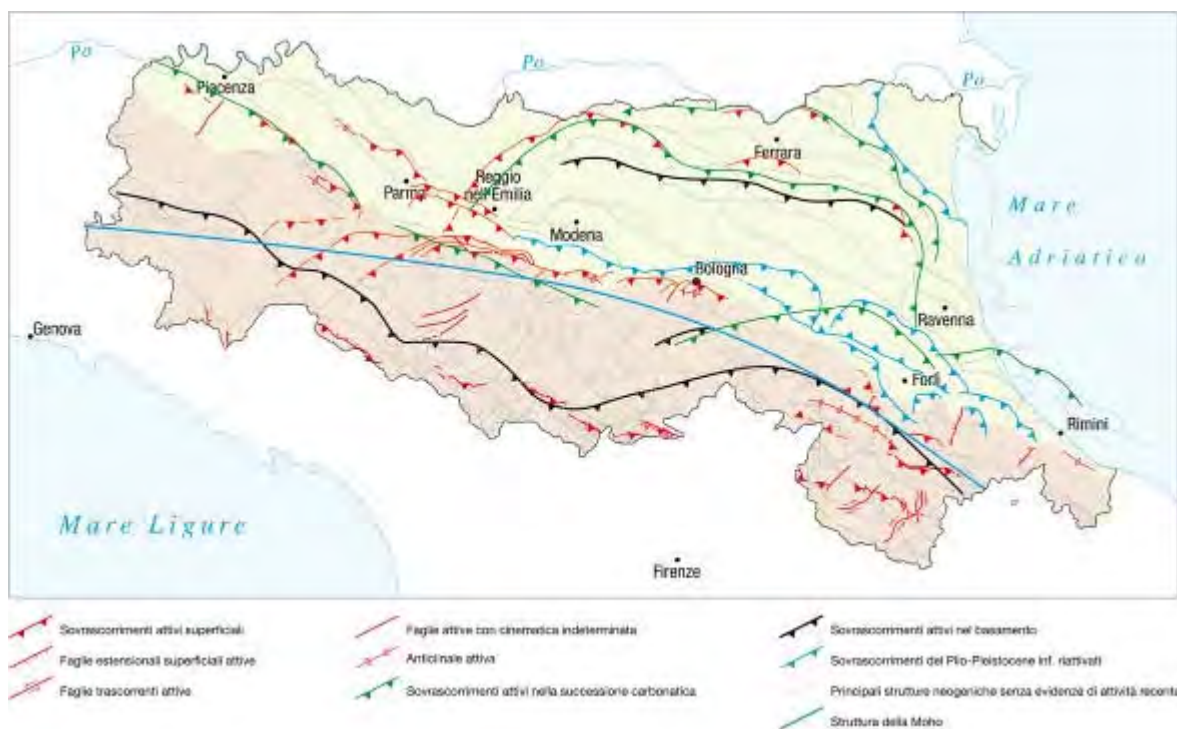 Po
Piacenza
Po
Po
Ferrara
Parma
Reggio
nell'Emilia
Modena
Mare
Adriatico
Bologna
Ravenna
Genova
Forlì
Rimini
Mare Ligure
Firenze
Sovrascorrimenti attivi superficiali
Faglie estensionali superficiali attive
Faglie trascorrenti attive
Faglie attive con cinematica indeterminata
Anticlinale attiva
Sovrascorrimenti attivi nella successione carbonatica
Sovrascorrimenti attivi nel basamento
Sovrascorrimenti del Plio-Pleistocene inf. riattivati
Principali strutture neogeniche senza evidenze di attività recente
Struttura della Moho